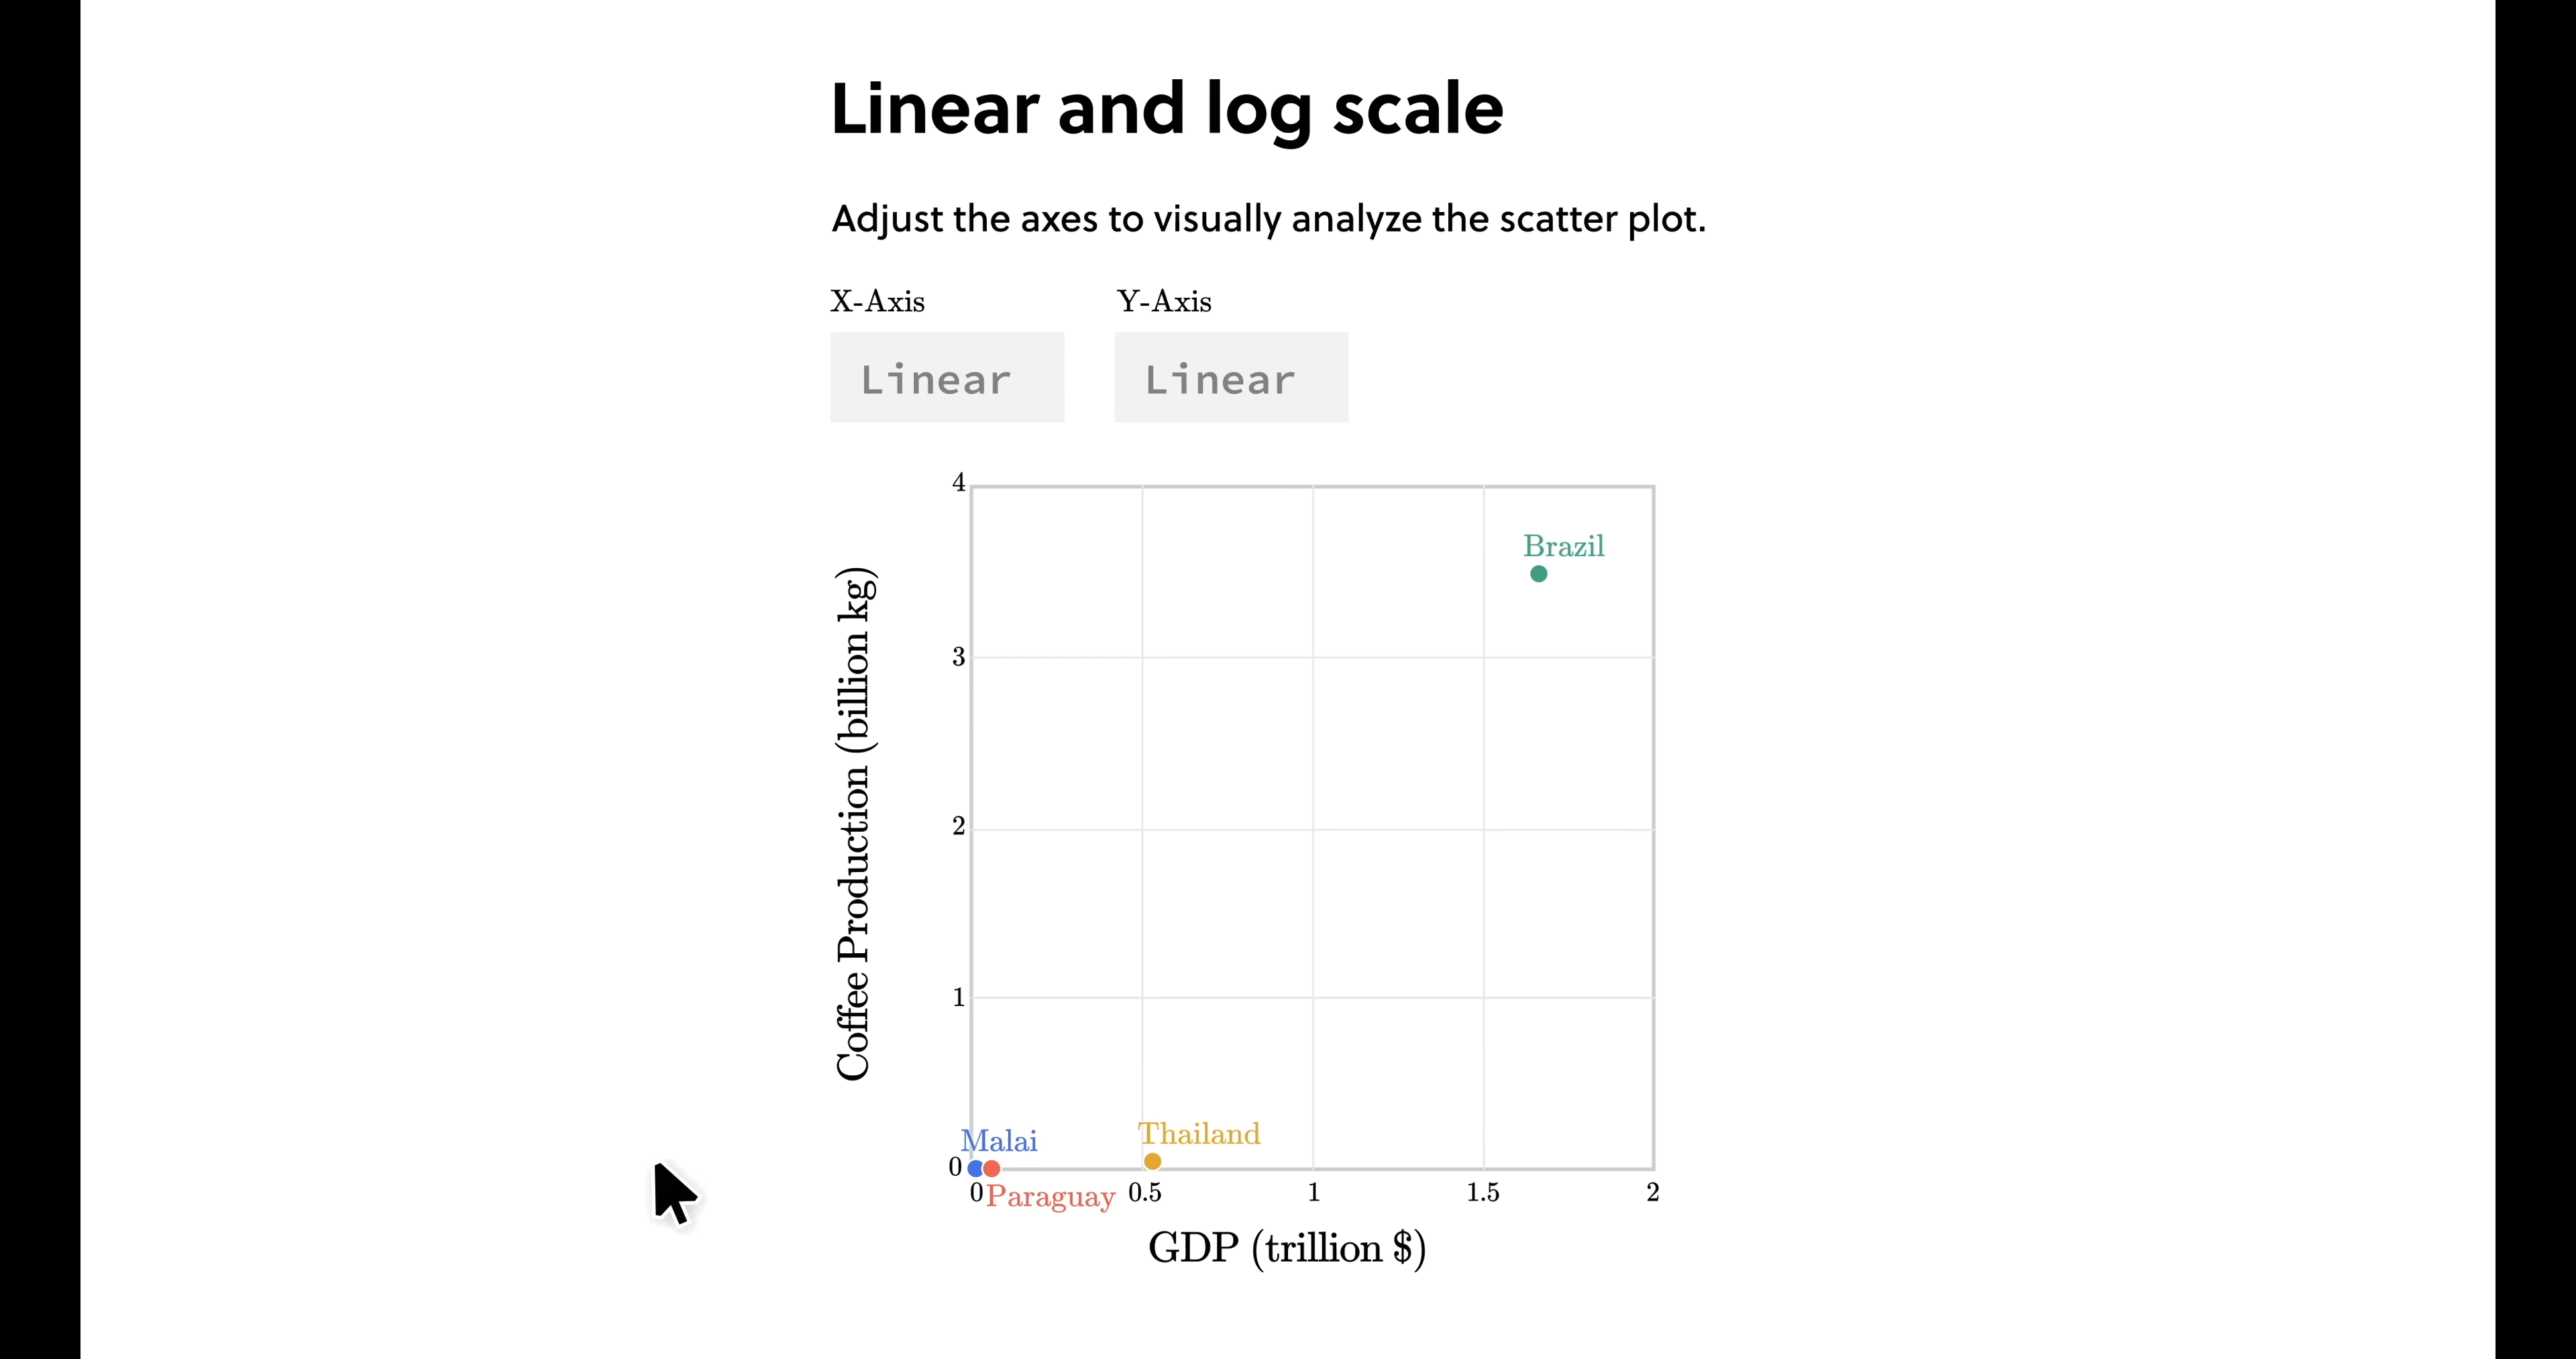 Linear and log scale
Adjust the axes to visually analyze the scatter plot.
X-Axis Y-Axis
Linear Linear
4
Brazil
3
Coffee Production (billion kg)
2
1
Malai Thailand
0
0 Paraguay 0.5 1 1.5 2
GDP (trillion $)